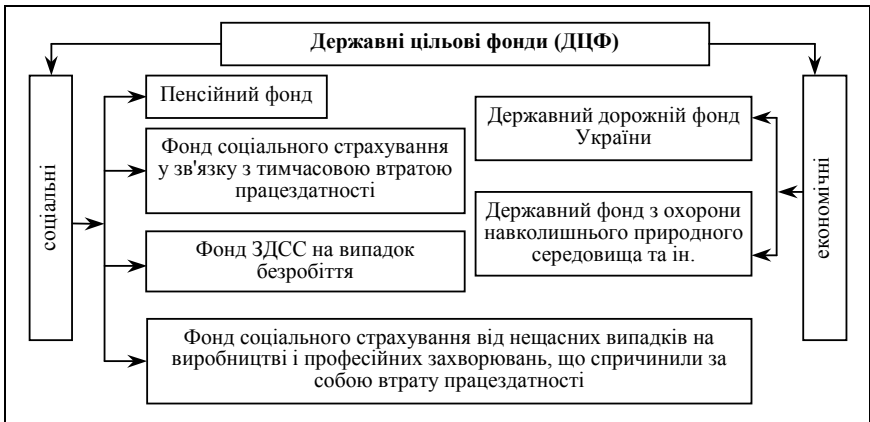 Державні цільові фонди (ДЦФ)
соціальні
Пенсійний фонд
Фонд соціального страхування
у зв'язку з тимчасовою втратою
працездатності
Фонд ЗДСС на випадок
безробіття
Фонд соціального страхування від нещасних випадків на
виробництві і професійних захворювань, що спричинили за
собою втрату працездатності
Державний дорожній фонд
України
Державний фонд з охорони
навколишнього природного
середовища та ін.
економічні